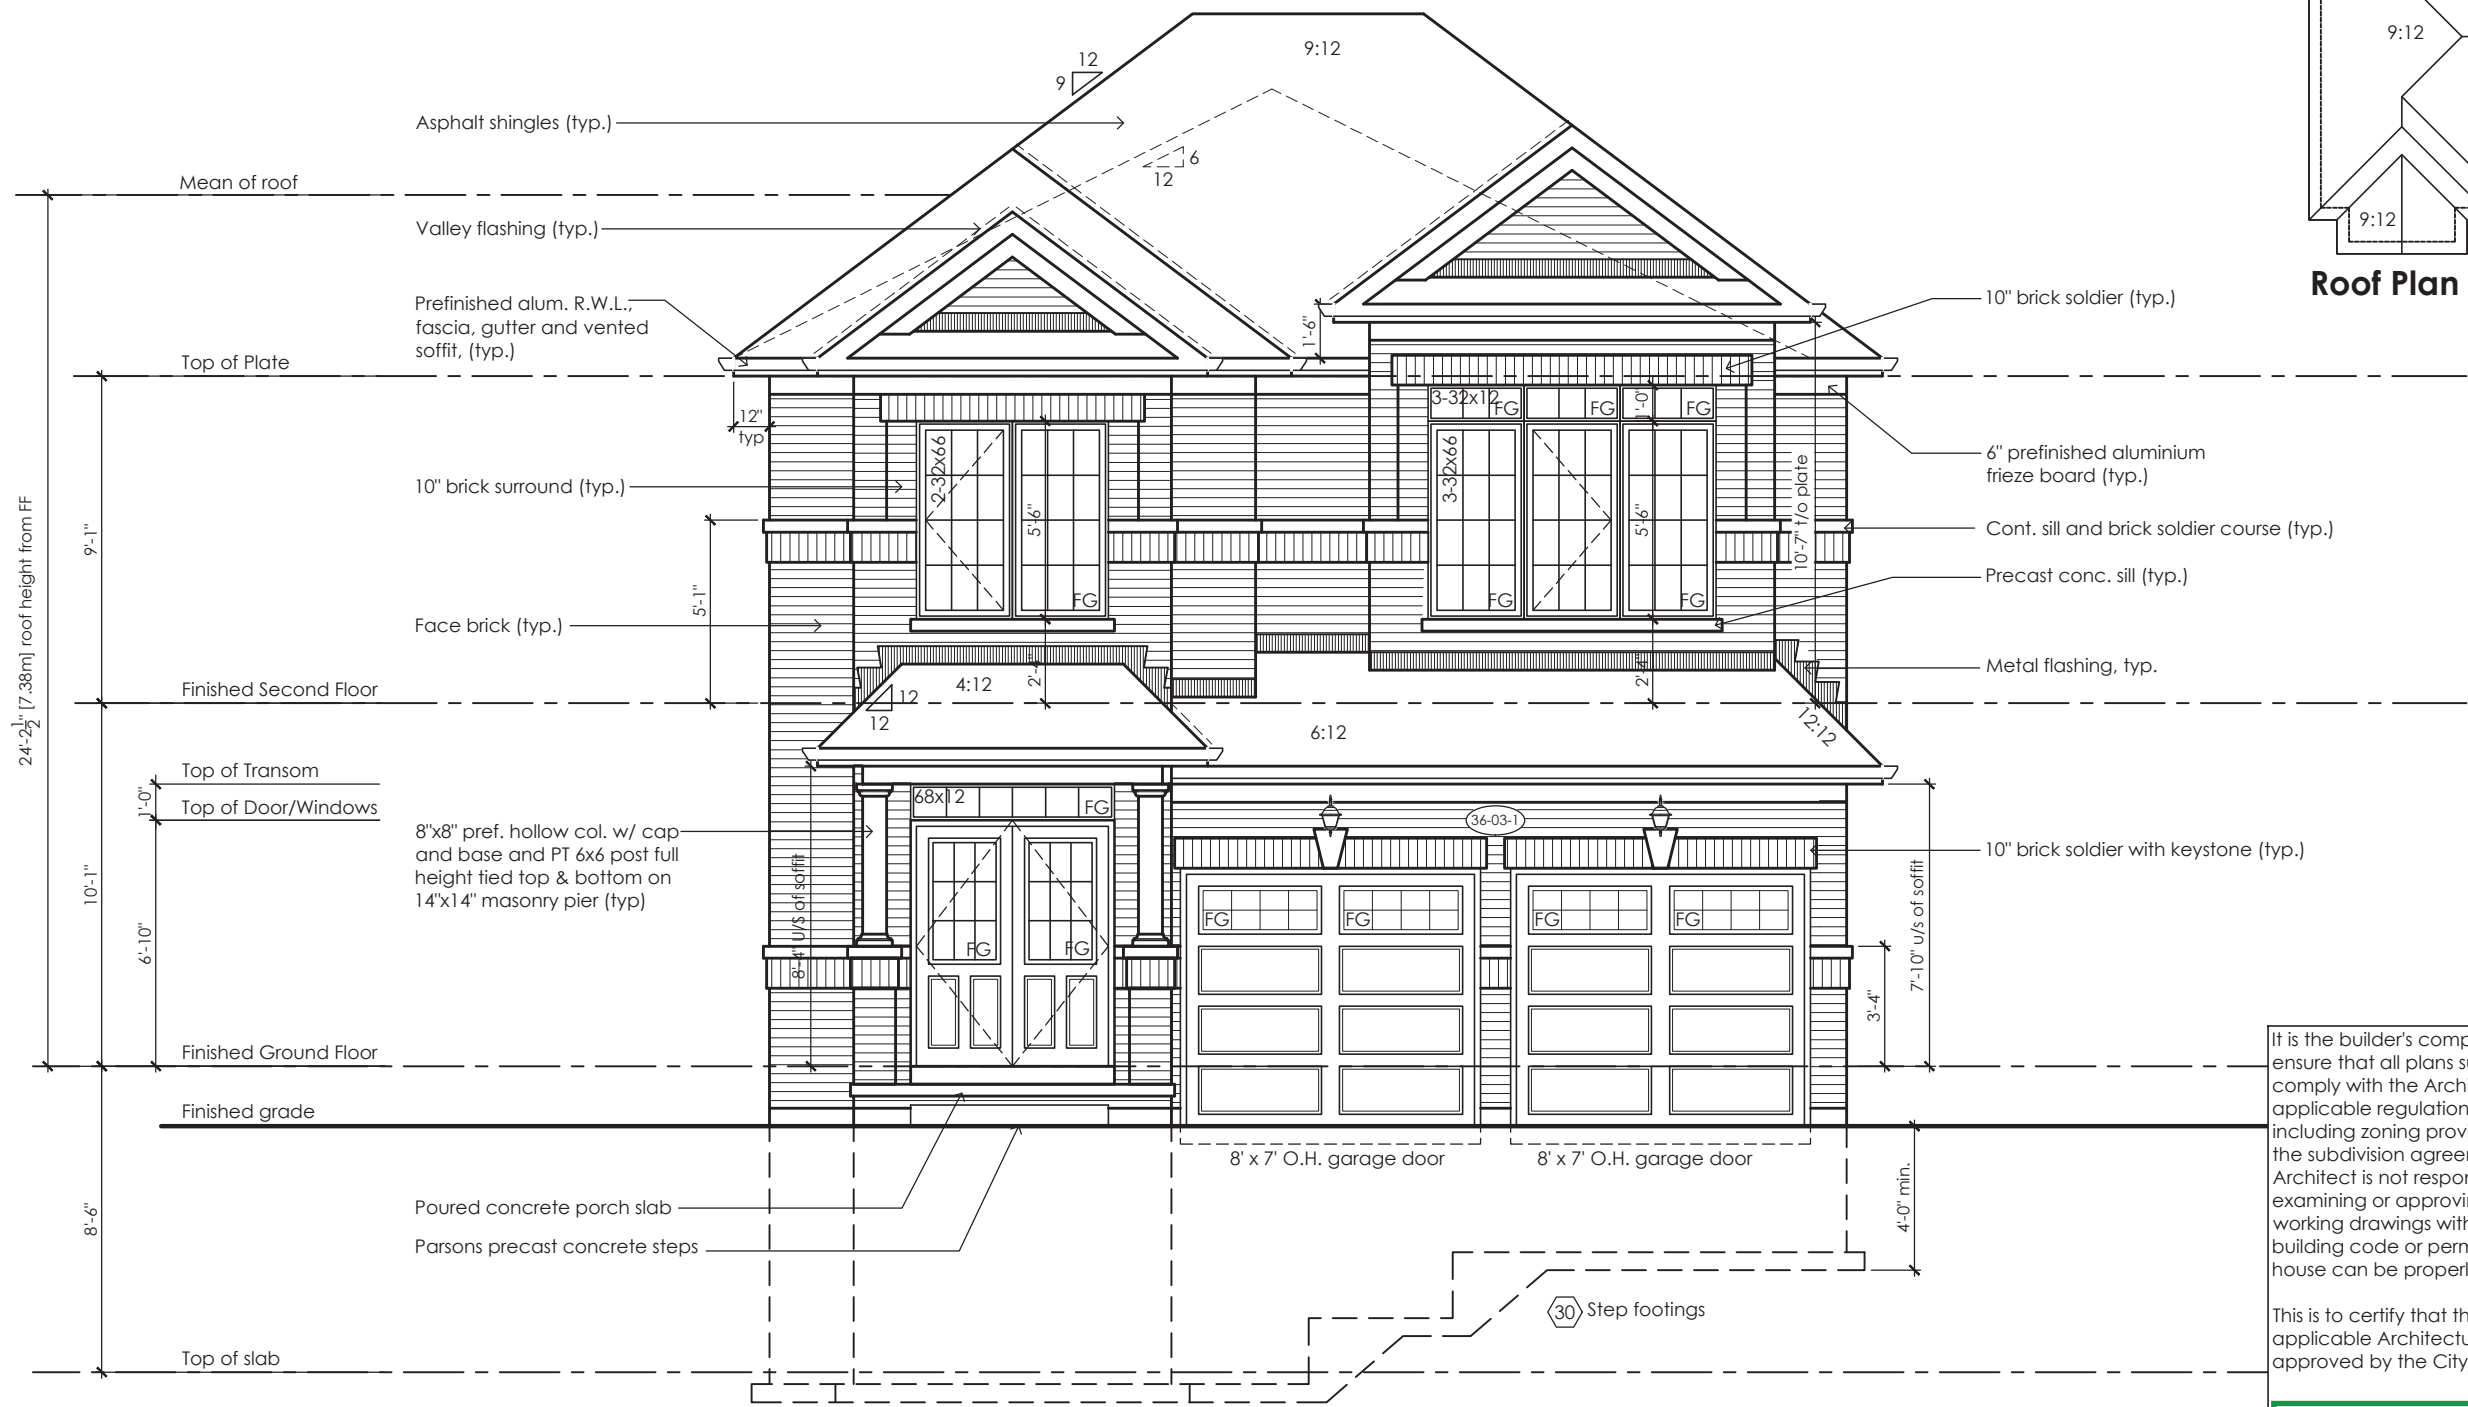 9:12
12
9
9:12
Asphalt shingles (typ.)
6
12
Mean of roof
9:12
Valley flashing (typ.)
Roof Plan
Prefinished alum. R.W.L.,
fascia, gutter and vented
soffit, (typ.)
10" brick soldier (typ.)
1'-6"
Top of Plate
12"
typ
3-32x12
FG
FG
FG
1'-0"
2-32x66
3-32x66
10" brick surround (typ.)
6" prefinished aluminium
frieze board (typ.)
24'-2½" [7.38m] roof height from FF
9'-1"
5'-6"
5'-6"
10'-7" t/o plate
Cont. sill and brick soldier course (typ.)
5'-1"
FG
FG
FG
Precast conc. sill (typ.)
Face brick (typ.)
2'-4"
2'-4"
Metal flashing, typ.
Finished Second Floor
4:12
12
12
6:12
12:12
Top of Transom
1'-0"
Top of Door/Windows
68x12
FG
36-03-1
8"x8" pref. hollow col. w/ cap
and base and PT 6x6 post full
height tied top & bottom on
14"x14" masonry pier (typ)
10" brick soldier with keystone (typ.)
10'-1"
6'-10"
8'-4" U/S of soffit
FG
FG
FG
FG
FG
FG
7'-10" u/s of soffit
3'-4"
Finished Ground Floor
Finished grade
8' x 7' O.H. garage door
8' x 7' O.H. garage door
4'-0" min.
Poured concrete porch slab
Parsons precast concrete steps
8'-6"
30 Step footings
Top of slab
It is the builder's
ensure that all plans
comply with the
applicable
including zoning
the subdivision
Architect is not
examining or
working drawings
building code or
house can be
This is to certify that
applicable
approved by the City